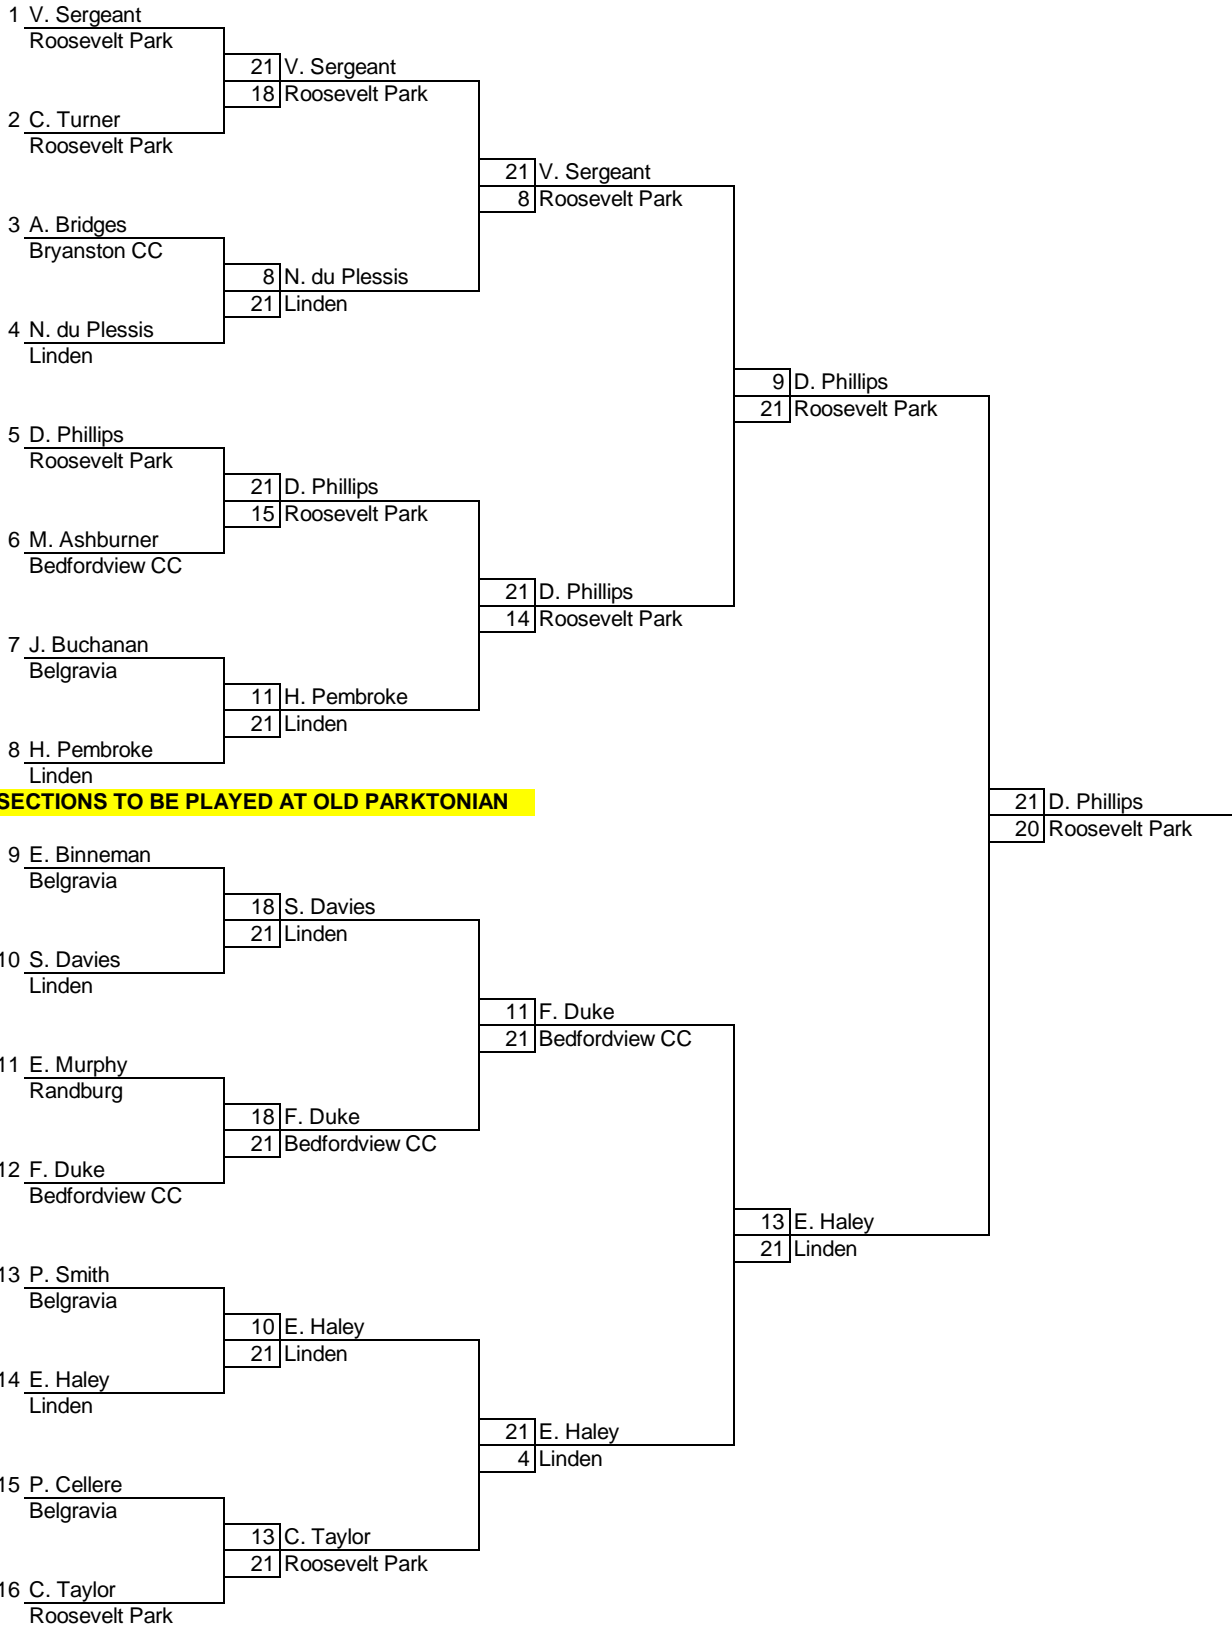 1 V. Sergeant
Roosevelt Park
21 V. Sergeant
18 Roosevelt Park
2 C. Turner
Roosevelt Park
21 V. Sergeant
8 Roosevelt Park
3 A. Bridges
Bryanston CC
8 N. du Plessis
21 Linden
4 N. du Plessis
Linden
9 D. Phillips
21 Roosevelt Park
5 D. Phillips
Roosevelt Park
21 D. Phillips
15 Roosevelt Park
6 M. Ashburner
Bedfordview CC
21 D. Phillips
14 Roosevelt Park
7 J. Buchanan
Belgravia
11 H. Pembroke
21 Linden
8 H. Pembroke
Linden
SECTIONS TO BE PLAYED AT OLD PARKTONIAN
21 D. Phillips
20 Roosevelt Park
9 E. Binneman
Belgravia
18 S. Davies
21 Linden
10 S. Davies
Linden
11 F. Duke
21 Bedfordview CC
11 E. Murphy
Randburg
18 F. Duke
21 Bedfordview CC
12 F. Duke
Bedfordview CC
13 E. Haley
21 Linden
13 P. Smith
Belgravia
10 E. Haley
21 Linden
14 E. Haley
Linden
21 E. Haley
4 Linden
15 P. Cellere
Belgravia
13 C. Taylor
21 Roosevelt Park
16 C. Taylor
Roosevelt Park